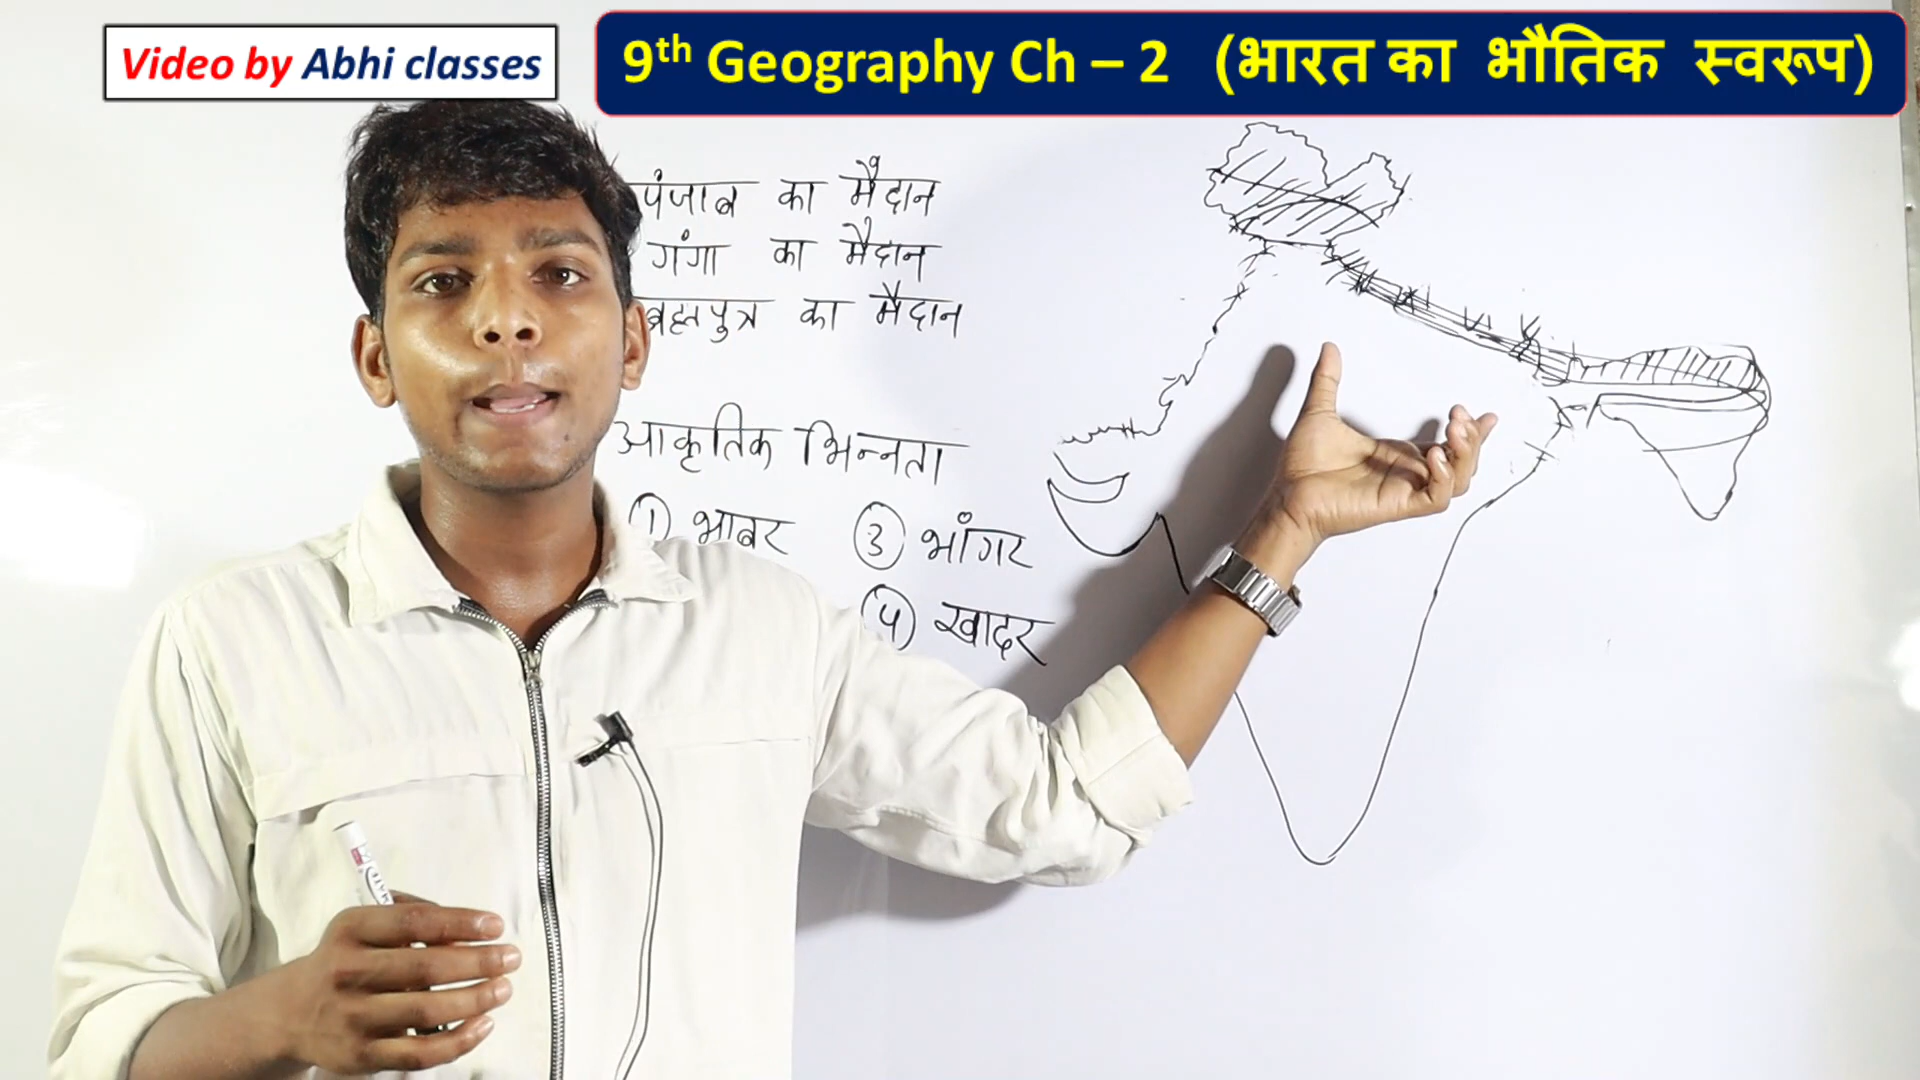 Video by Abhi classes
9th Geography Ch – 2 (भारत का भौतिक स्वरूप)
पंजाब का मैदान
गंगा का मैदान
ब्रह्मपुत्र का मैदान
आकृतिक भिन्नता
1 भाबर
3 भांगर
4 खादर